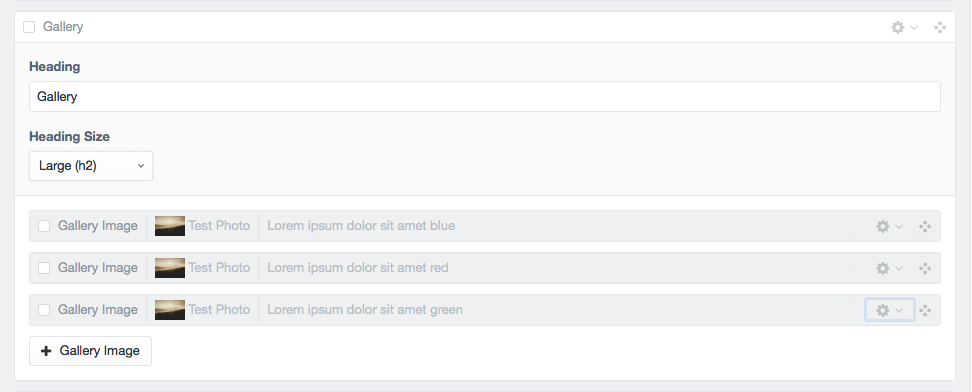 Gallery
Heading
Gallery
Heading Size
Large (h2)
Gallery Image Test Photo Lorem ipsum dolor sit amet blue
Gallery Image Test Photo Lorem ipsum dolor sit amet red
Gallery Image Test Photo Lorem ipsum dolor sit amet green
+ Gallery Image